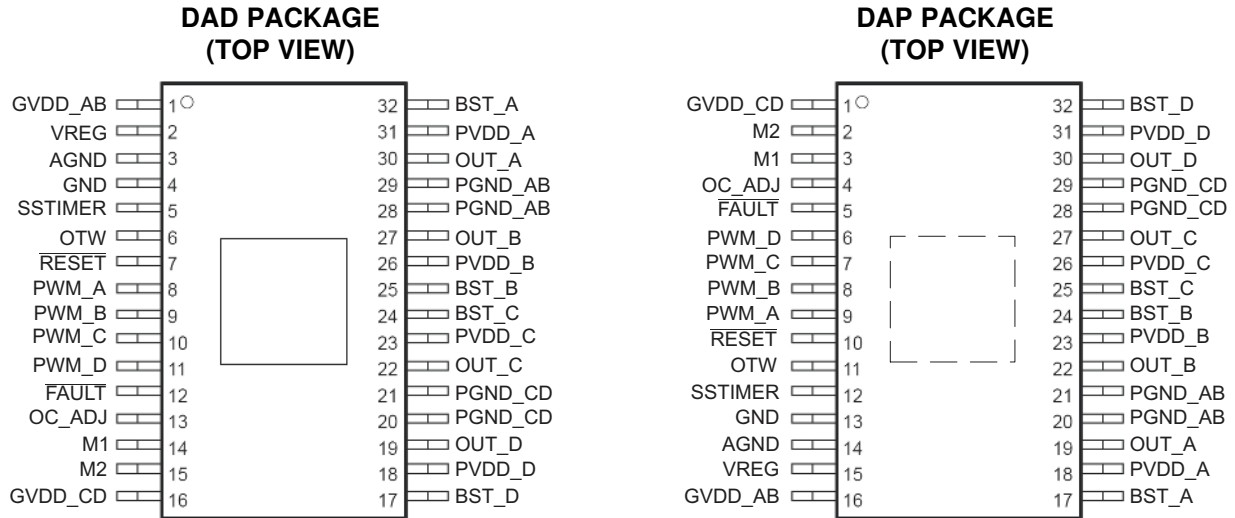 DAD PACKAGE
(TOP VIEW)
GVDD_AB 1 32 BST_A
VREG 2 31 PVDD_A
AGND 3 30 OUT_A
GND 4 29 PGND_AB
SSTIMER 5 28 PGND_AB
OTW 6 27 OUT_B
RESET 7 26 PVDD_B
PWM_A 8 25 BST_B
PWM_B 9 24 BST_C
PWM_C 10 23 PVDD_C
PWM_D 11 22 OUT_C
FAULT 12 21 PGND_CD
OC_ADJ 13 20 PGND_CD
M1 14 19 OUT_D
M2 15 18 PVDD_D
GVDD_CD 16 17 BST_D
DAP PACKAGE
(TOP VIEW)
GVDD_CD 1 32 BST_D
M2 2 31 PVDD_D
M1 3 30 OUT_D
OC_ADJ 4 29 PGND_CD
FAULT 5 28 PGND_CD
PWM_D 6 27 OUT_C
PWM_C 7 26 PVDD_C
PWM_B 8 25 BST_C
PWM_A 9 24 BST_B
RESET 10 23 PVDD_B
OTW 11 22 OUT_B
SSTIMER 12 21 PGND_AB
GND 13 20 PGND_AB
AGND 14 19 OUT_A
VREG 15 18 PVDD_A
GVDD_AB 16 17 BST_A